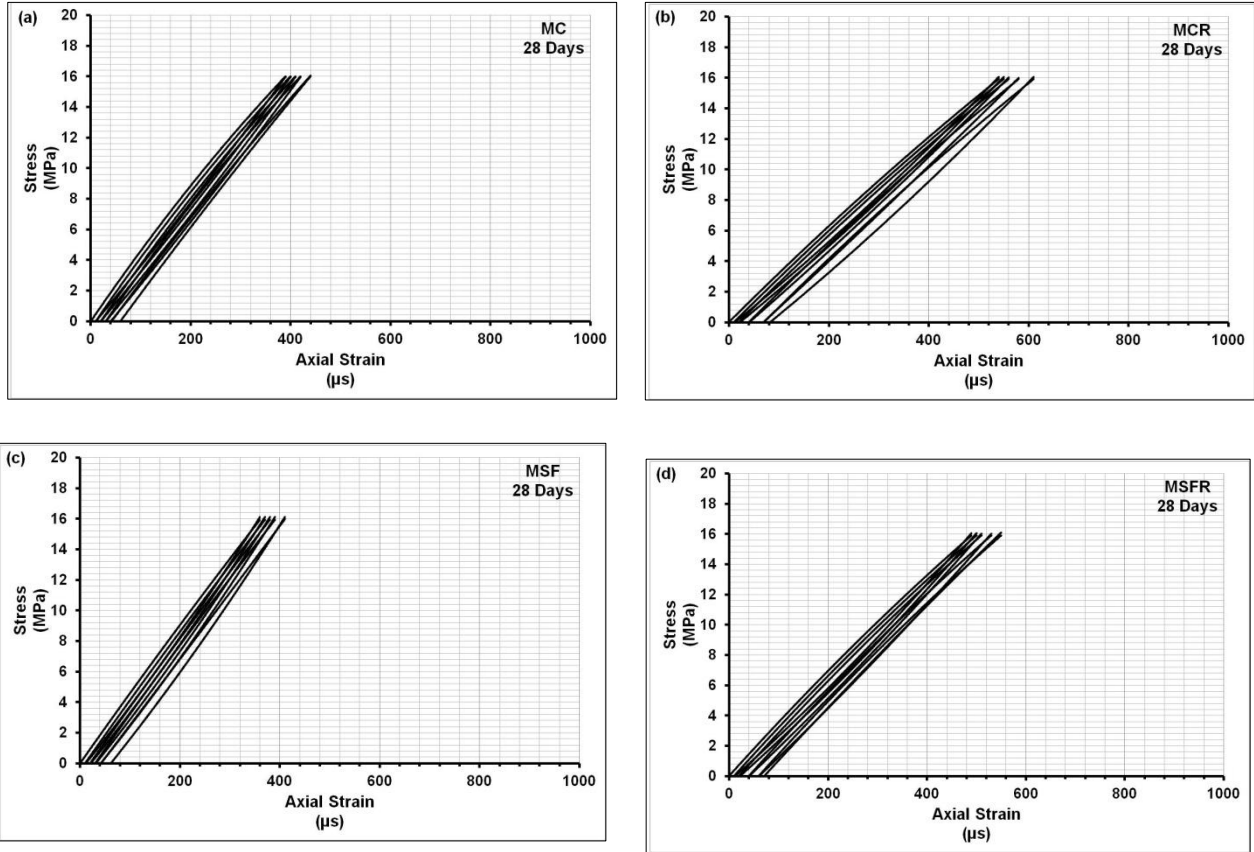 (a)
MC
28 Days
20
18
16
14
12
10
8
6
4
2
0
Stress
(MPa)
0 200 400 600 800 1000
Axial Strain
(µs)
(b)
MCR
28 Days
20
18
16
14
12
10
8
6
4
2
0
Stress
(MPa)
0 200 400 600 800 1000
Axial Strain
(µs)
(c)
MSF
28 Days
20
18
16
14
12
10
8
6
4
2
0
Stress
(MPa)
0 200 400 600 800 1000
Axial Strain
(µs)
(d)
MSFR
28 Days
20
18
16
14
12
10
8
6
4
2
0
Stress
(MPa)
0 200 400 600 800 1000
Axial Strain
(µs)